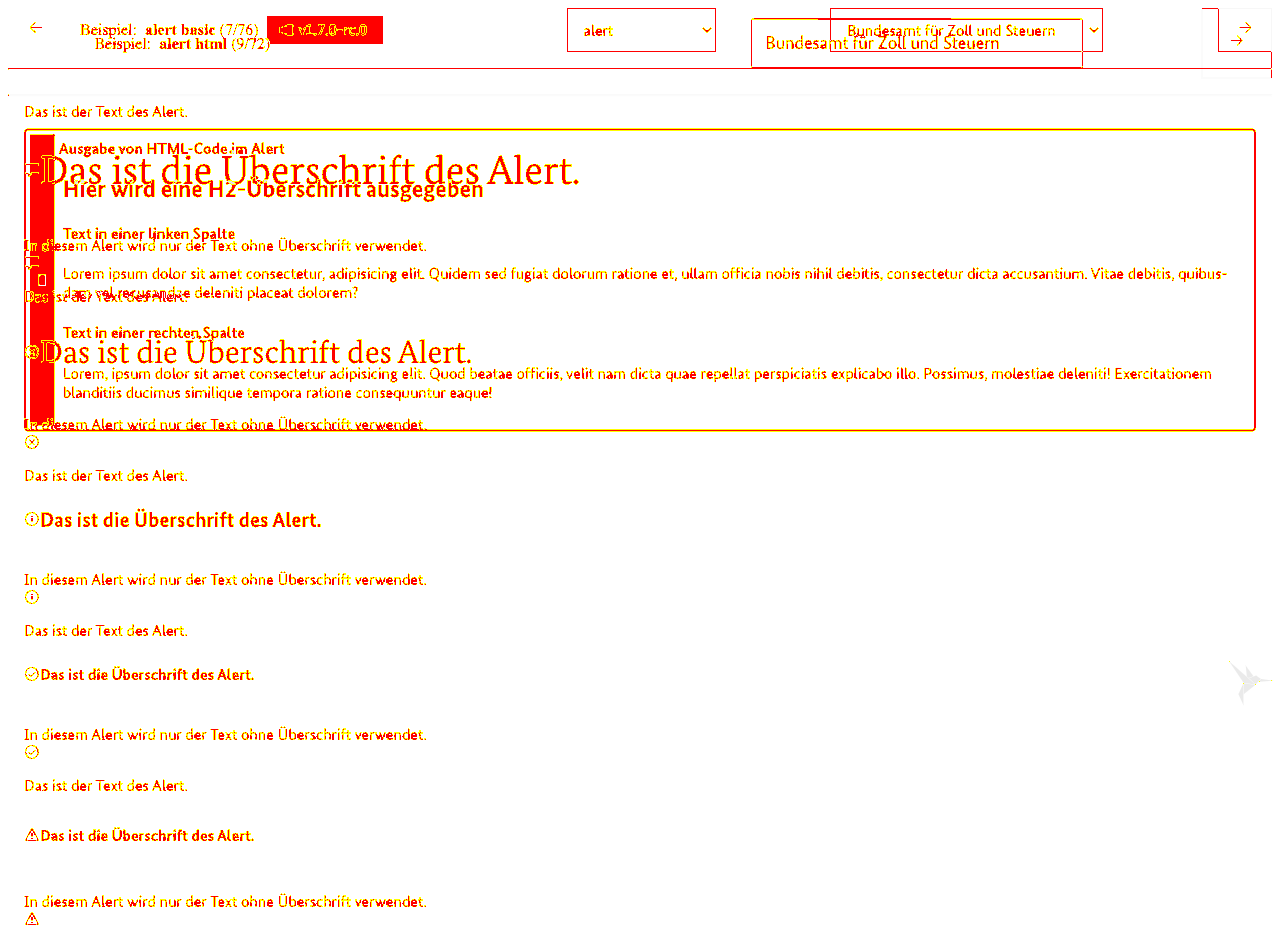 Beispiel: alert basic (7/76) v1.7.0-rc.0
alert
Bundesamt für Zoll und Steuern
Beispiel: alert html (9/72)
Bundesamt für Zoll und Steuern
Das ist der Text des Alert.
Ausgabe von HTML-Code im Alert
Das ist die Überschrift des Alert.
Hier wird eine H2-Überschrift ausgegeben
Text in einer linken Spalte
In diesem Alert wird nur der Text ohne Überschrift verwendet.
Lorem ipsum dolor sit amet consectetur, adipisicing elit. Quidem sed fugiat dolorum ratione et, ullam officia nobis nihil debitis, consectetur dicta accusantium. Vitae debitis, quibus-
dam vel recusandae deleniti placeat dolorem?
Das ist der Text des Alert.
Text in einer rechten Spalte
Das ist die Überschrift des Alert.
Lorem, ipsum dolor sit amet consectetur adipisicing elit. Quod beatae officiis, velit nam dicta quae repellat perspiciatis explicabo illo. Possimus, molestiae deleniti! Exercitationem
blanditiis ducimus similique tempora ratione consequuntur eaque!
In diesem Alert wird nur der Text ohne Überschrift verwendet.
Das ist der Text des Alert.
Das ist die Überschrift des Alert.
In diesem Alert wird nur der Text ohne Überschrift verwendet.
Das ist der Text des Alert.
Das ist die Überschrift des Alert.
In diesem Alert wird nur der Text ohne Überschrift verwendet.
Das ist der Text des Alert.
Das ist die Überschrift des Alert.
In diesem Alert wird nur der Text ohne Überschrift verwendet.